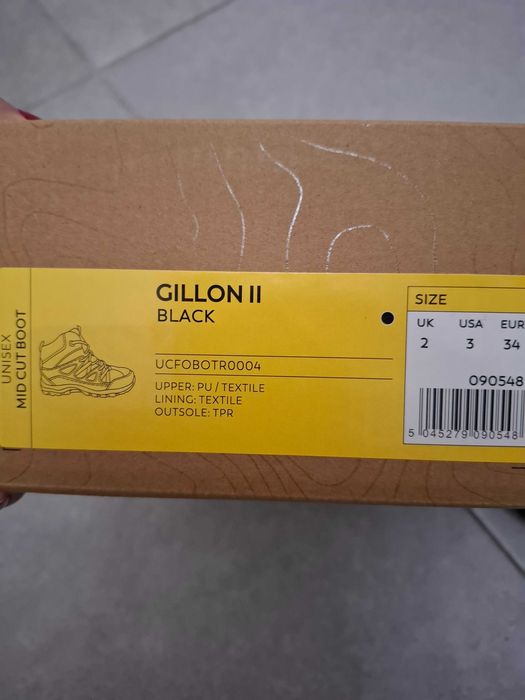 UNISEX
MID CUT BOOT
GILLON II
BLACK
UCFOBOTR0004
UPPER: PU / TEXTILE
LINING: TEXTILE
OUTSOLE: TPR
SIZE
UK USA EUR
2 3 34
090548
5 045279 090548